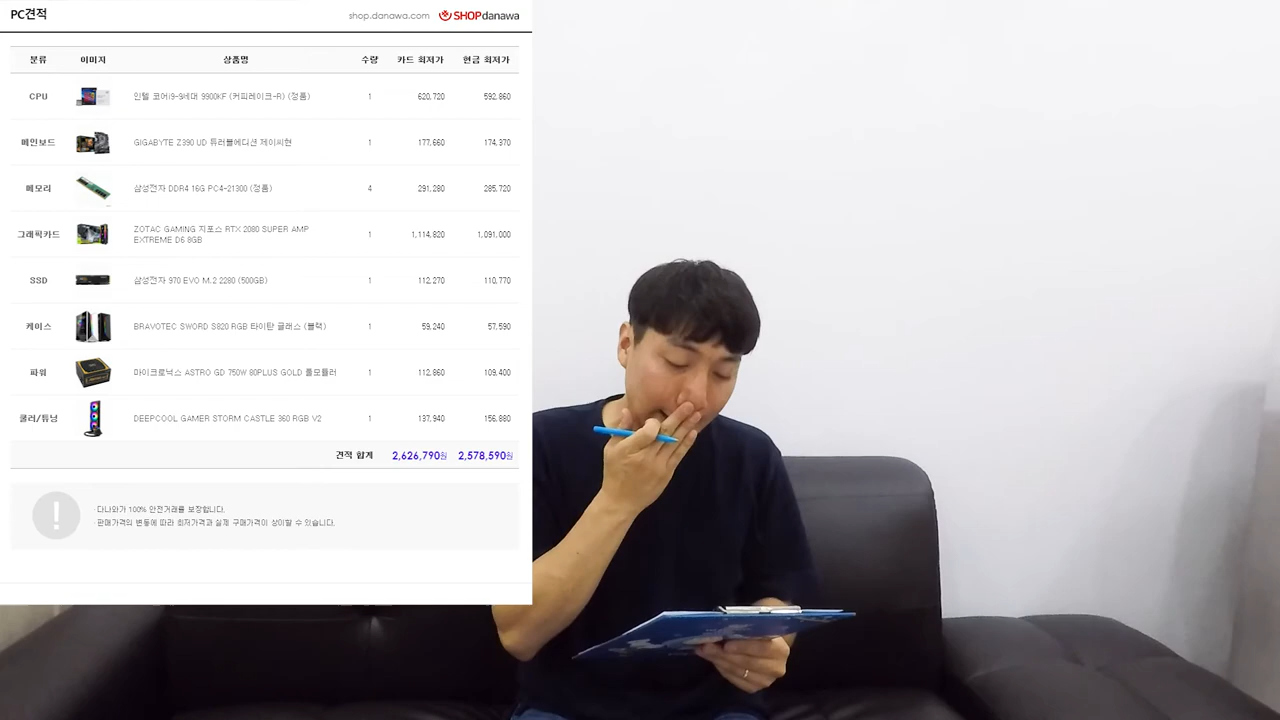 PC견적
shop.danawa.com SHOPdanawa
분류 이미지 상품명 수량 카드 최저가 현금 최저가
CPU 인텔 코어i9-9세대 9900KF (커피레이크-R) (정품) 1 620,720 592,860
메인보드 GIGABYTE Z390 UD 듀러블에디션 제이씨현 1 177,660 174,370
메모리 삼성전자 DDR4 16G PC4-21300 (정품) 4 291,280 285,720
그래픽카드 ZOTAC GAMING 지포스 RTX 2080 SUPER AMP EXTREME D6 8GB 1 1,114,820 1,091,000
SSD 삼성전자 970 EVO M.2 2280 (500GB) 1 112,270 110,770
케이스 BRAVOTEC SWORD S820 RGB 타이탄 글래스 (블랙) 1 59,240 57,590
파워 마이크로닉스 ASTRO GD 750W 80PLUS GOLD 풀모듈러 1 112,860 109,400
쿨러/튜닝 DEEPCOOL GAMER STORM CASTLE 360 RGB V2 1 137,940 156,880
견적 합계 2,626,790원 2,578,590원
· 다나와가 100% 안전거래를 보장합니다.
· 판매가격의 변동에 따라 최저가격과 실제 구매가격이 상이할 수 있습니다.